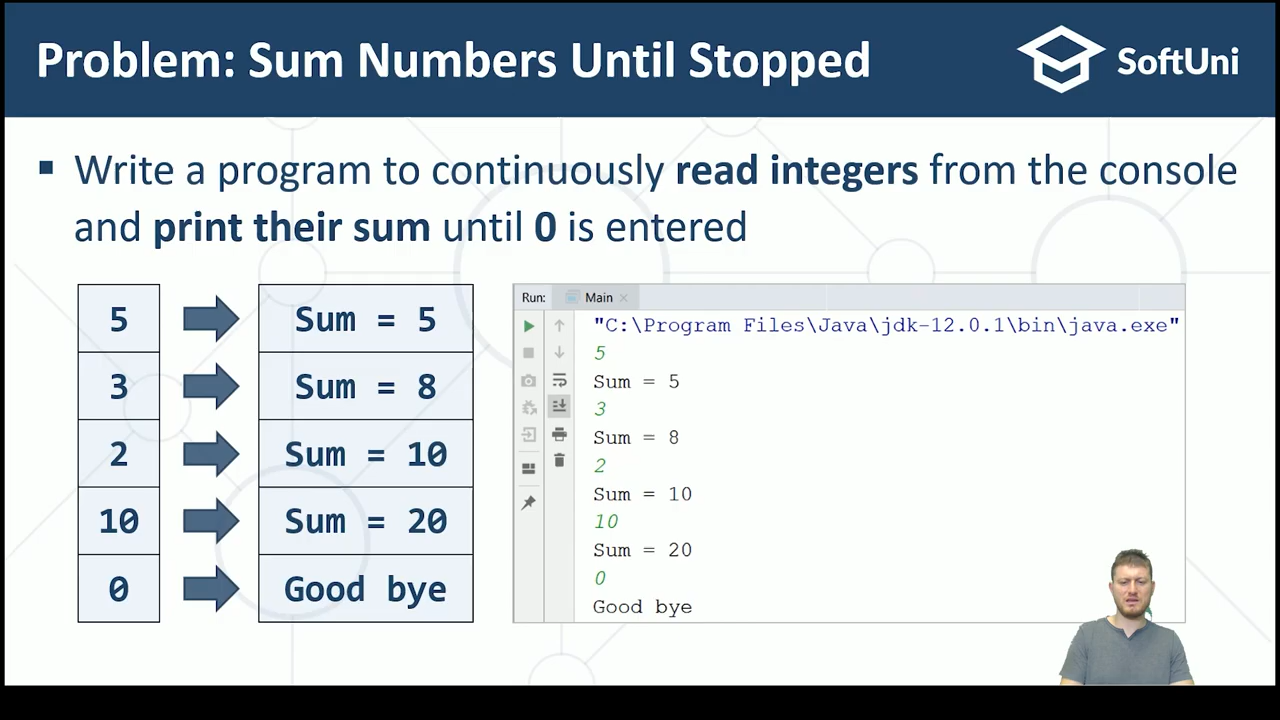 Problem: Sum Numbers Until Stopped
SoftUni
Write a program to continuously read integers from the console
and print their sum until 0 is entered
5
Sum = 5
3
Sum = 8
2
Sum = 10
10
Sum = 20
0
Good bye
Run: Main
"C:\Program Files\Java\jdk-12.0.1\bin\java.exe"
5
Sum = 5
3
Sum = 8
2
Sum = 10
10
Sum = 20
0
Good bye